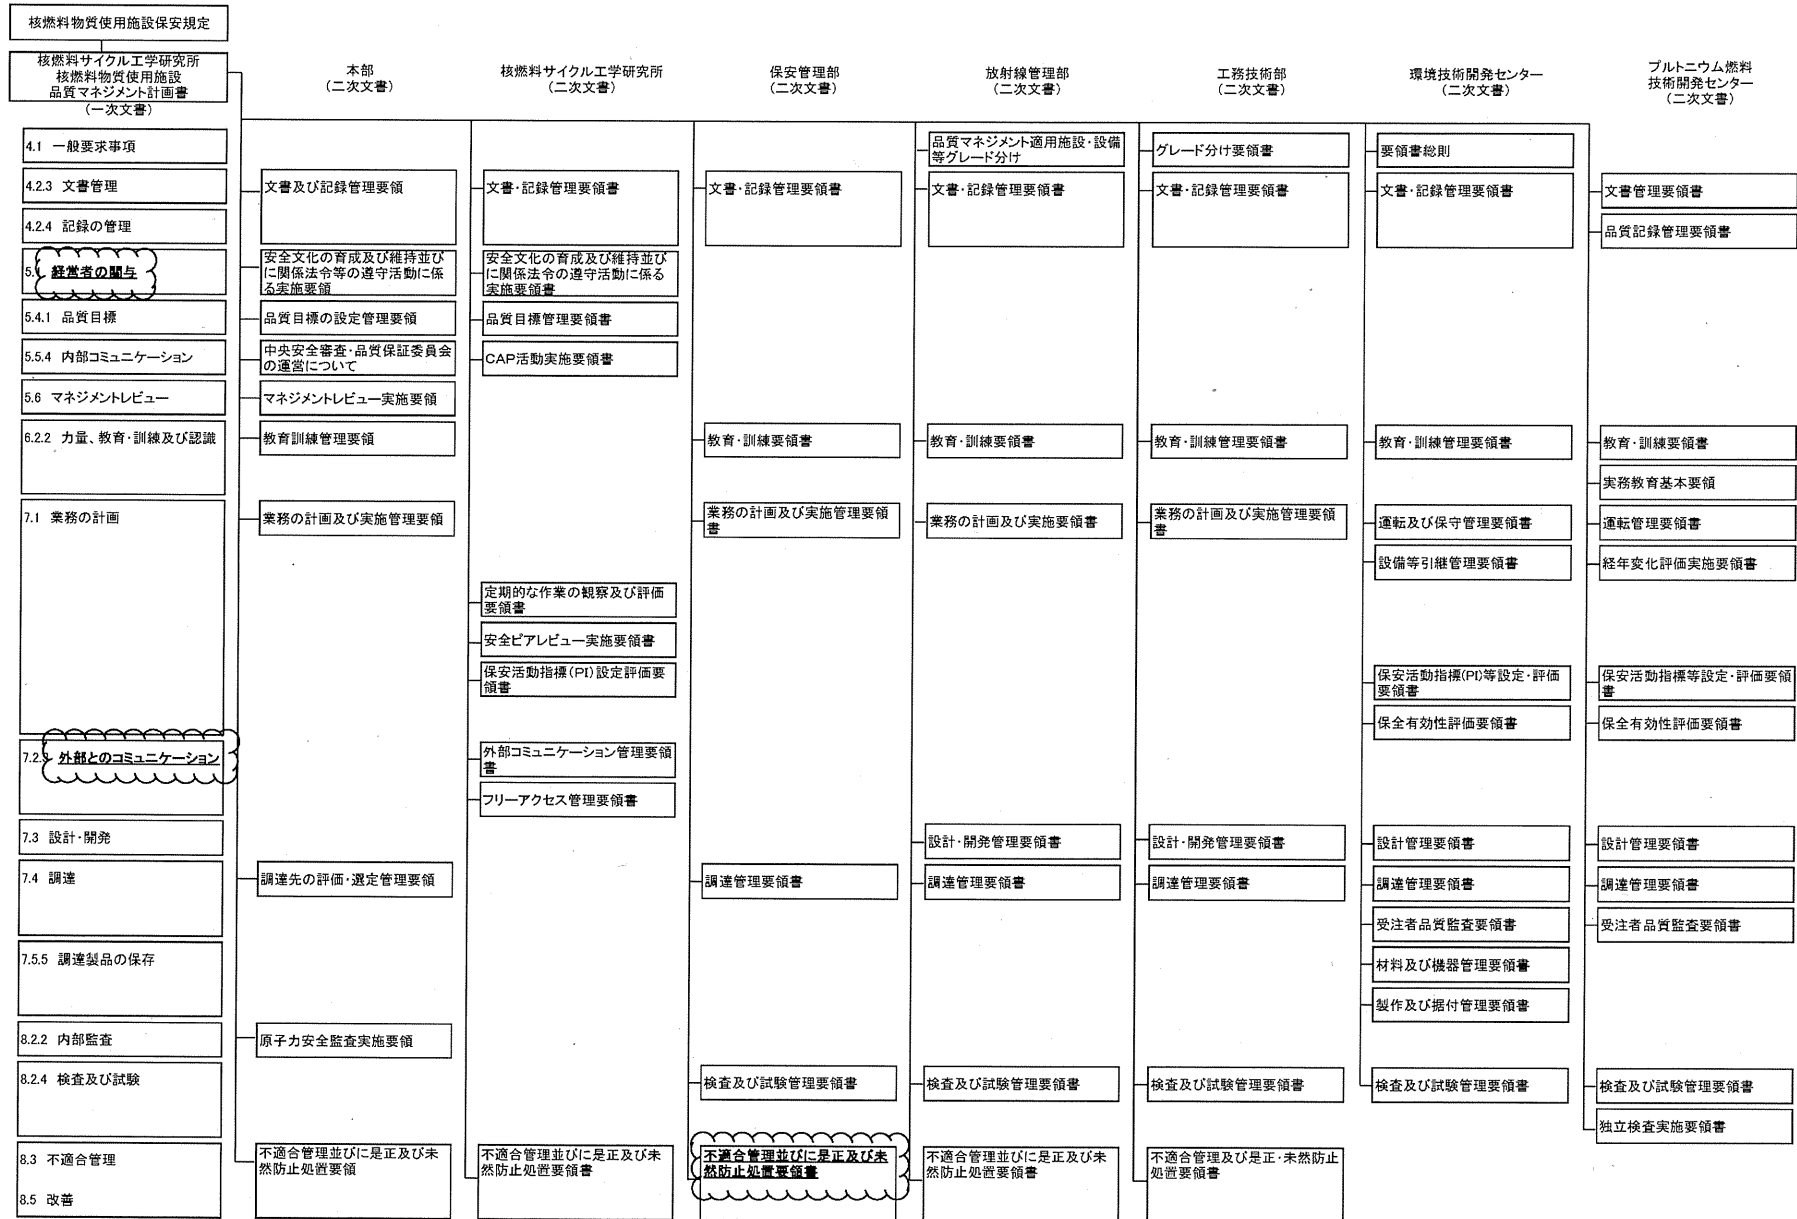 核燃料物質使用施設保安規定
核燃料サイクル工学研究所
核燃料物質使用施設
品質マネジメント計画書
(一次文書)
本部
(二次文書)
核燃料サイクル工学研究所
(二次文書)
保安管理部
(二次文書)
放射線管理部
(二次文書)
工務技術部
(二次文書)
環境技術開発センター
(二次文書)
プルトニウム燃料
技術開発センター
(二次文書)
4.1 一般要求事項
品質マネジメント適用施設・設備
等グレード分け
グレード分け要領書
要領書総則
4.2.3 文書管理
文書及び記録管理要領
文書・記録管理要領書
文書・記録管理要領書
文書・記録管理要領書
文書・記録管理要領書
文書・記録管理要領書
文書管理要領書
4.2.4 記録の管理
品質記録管理要領書
5. 経営者の関与
安全文化の育成及び維持並び
に関係法令等の遵守活動に係
る実施要領
安全文化の育成及び維持並び
に関係法令の遵守活動に係る
実施要領書
5.4.1 品質目標
品質目標の設定管理要領
品質目標管理要領書
5.5.4 内部コミュニケーション
中央安全審査・品質保証委員会
の運営について
CAP活動実施要領書
5.6 マネジメントレビュー
マネジメントレビュー実施要領
6.2.2 力量、教育・訓練及び認識
教育訓練管理要領
教育・訓練要領書
教育・訓練要領書
教育・訓練管理要領書
教育・訓練管理要領書
教育・訓練要領書
実務教育基本要領
7.1 業務の計画
業務の計画及び実施管理要領
業務の計画及び実施管理要領
書
業務の計画及び実施要領書
業務の計画及び実施管理要領
書
運転及び保守管理要領書
運転管理要領書
設備等引継管理要領書
経年変化評価実施要領書
定期的な作業の観察及び評価
要領書
安全ピアレビュー実施要領書
保安活動指標(PI)設定評価要
領書
保安活動指標(PI)等設定・評価
要領書
保安活動指標等設定・評価要領
書
保全有効性評価要領書
保全有効性評価要領書
7.2.3 外部とのコミュニケーション
外部コミュニケーション管理要領
書
フリーアクセス管理要領書
7.3 設計・開発
設計・開発管理要領書
設計・開発管理要領書
設計管理要領書
設計管理要領書
7.4 調達
調達先の評価・選定管理要領
調達管理要領書
調達管理要領書
調達管理要領書
調達管理要領書
調達管理要領書
受注者品質監査要領書
受注者品質監査要領書
7.5.5 調達製品の保存
材料及び機器管理要領書
製作及び据付管理要領書
8.2.2 内部監査
原子力安全監査実施要領
8.2.4 検査及び試験
検査及び試験管理要領書
検査及び試験管理要領書
検査及び試験管理要領書
検査及び試験管理要領書
検査及び試験管理要領書
独立検査実施要領書
8.3 不適合管理
8.5 改善
不適合管理並びに是正及び未
然防止処置要領
不適合管理並びに是正及び未
然防止処置要領書
不適合管理並びに是正及び未
然防止処置要領書
不適合管理並びに是正及び未
然防止処置要領書
不適合管理及び是正・未然防止
処置要領書